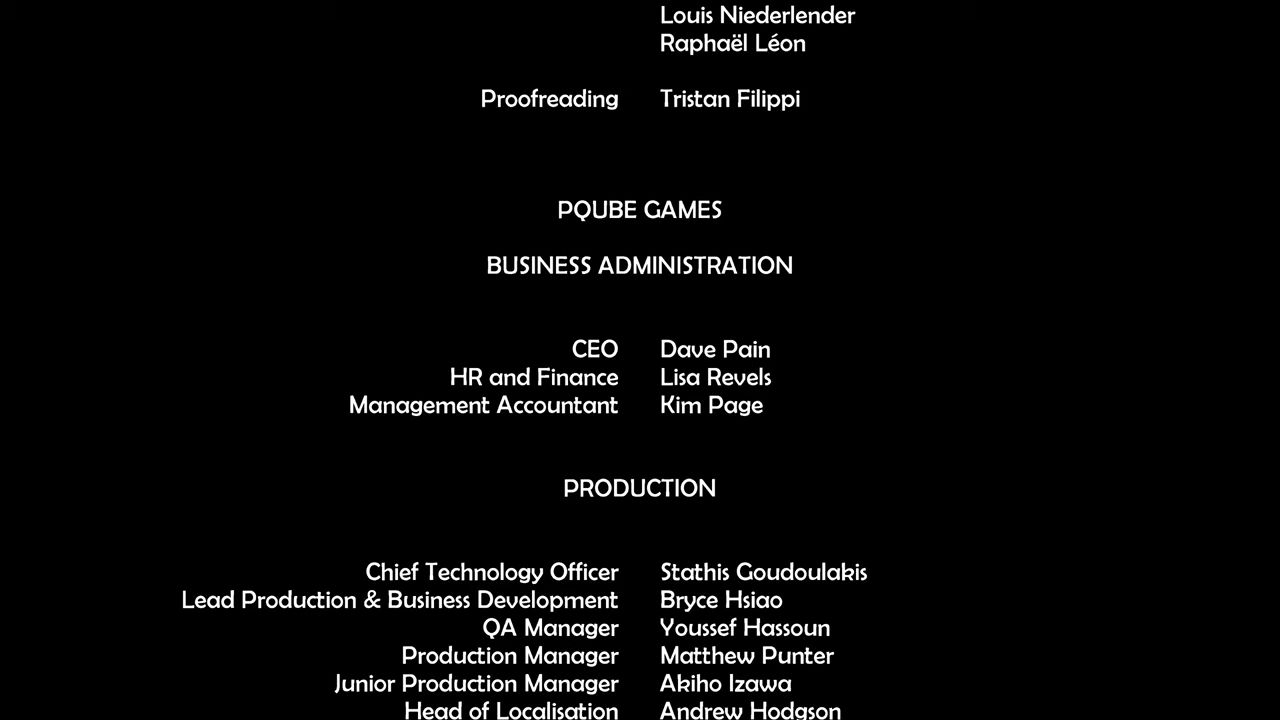 Louis Niederlender
Raphaël Léon
Proofreading Tristan Filippi
PQUBE GAMES
BUSINESS ADMINISTRATION
CEO Dave Pain
HR and Finance Lisa Revels
Management Accountant Kim Page
PRODUCTION
Chief Technology Officer Stathis Goudoulakis
Lead Production & Business Development Bryce Hsiao
QA Manager Youssef Hassoun
Production Manager Matthew Punter
Junior Production Manager Akiho Izawa
Head of Localisation Andrew Hodgson